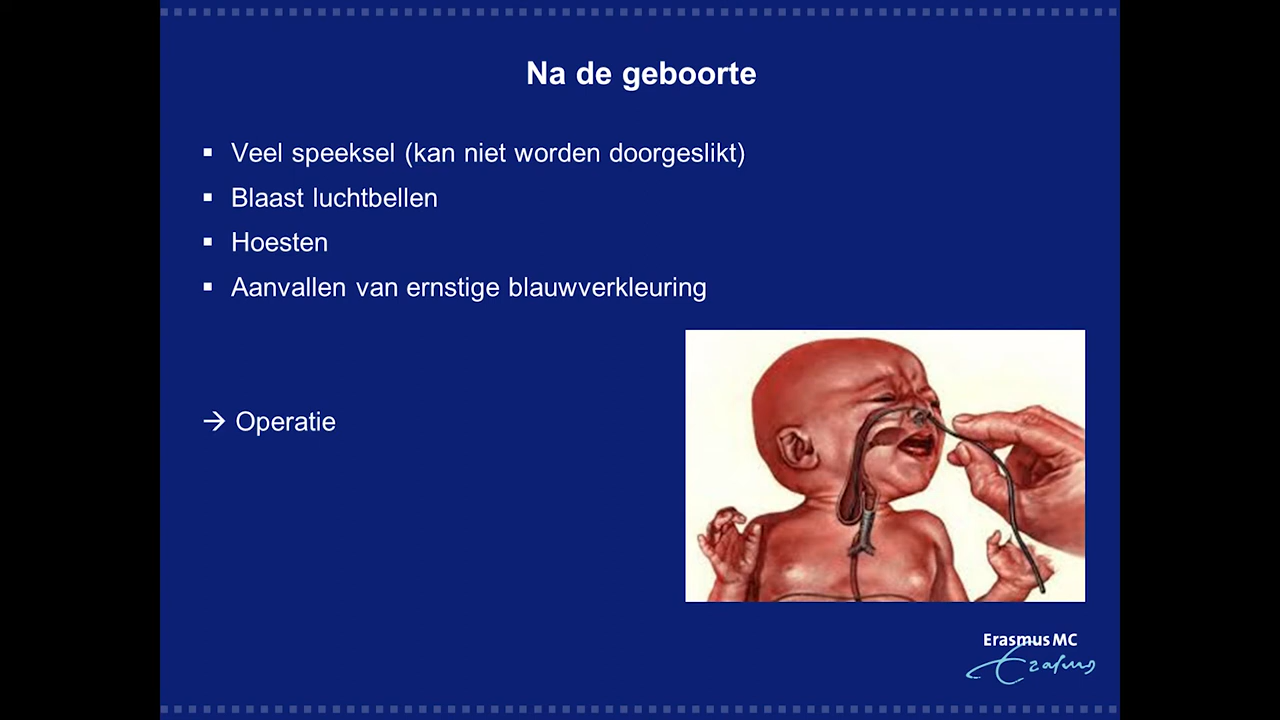 Na de geboorte
▪ Veel speeksel (kan niet worden doorgeslikt)
▪ Blaast luchtbellen
▪ Hoesten
▪ Aanvallen van ernstige blauwverkleuring
→ Operatie
Erasmus MC
Erasmus